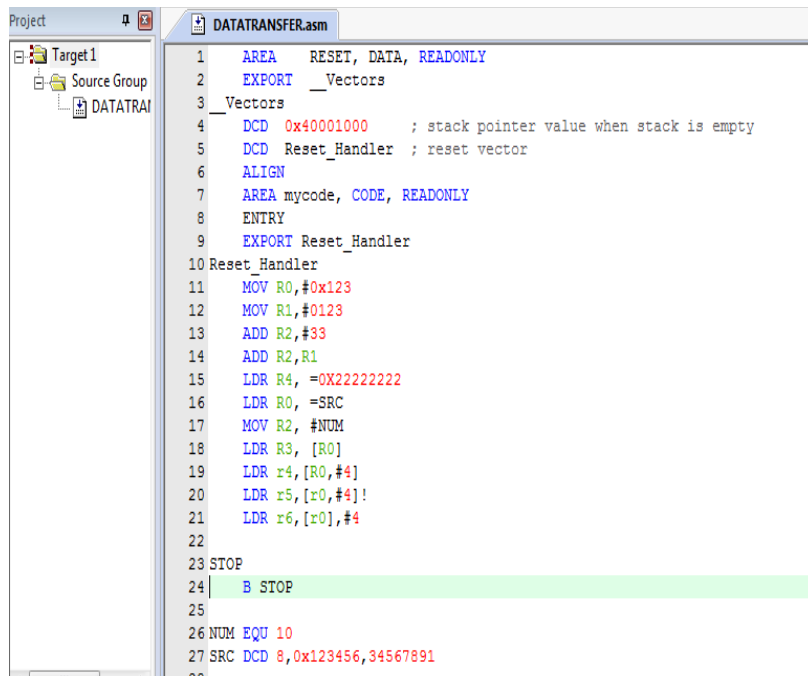 Project
DATATRANSFER.asm
Target 1
Source Group
DATATRAI
1 AREA RESET, DATA, READONLY
2 EXPORT __Vectors
3 __Vectors
4 DCD 0x40001000 ; stack pointer value when stack is empty
5 DCD Reset_Handler ; reset vector
6 ALIGN
7 AREA mycode, CODE, READONLY
8 ENTRY
9 EXPORT Reset_Handler
10 Reset_Handler
11 MOV R0,#0x123
12 MOV R1,#0123
13 ADD R2,#33
14 ADD R2,R1
15 LDR R4, =0X22222222
16 LDR R0, =SRC
17 MOV R2, #NUM
18 LDR R3, [R0]
19 LDR r4,[R0,#4]
20 LDR r5,[r0,#4]!
21 LDR r6,[r0],#4
22
23 STOP
24 B STOP
25
26 NUM EQU 10
27 SRC DCD 8,0x123456,34567891